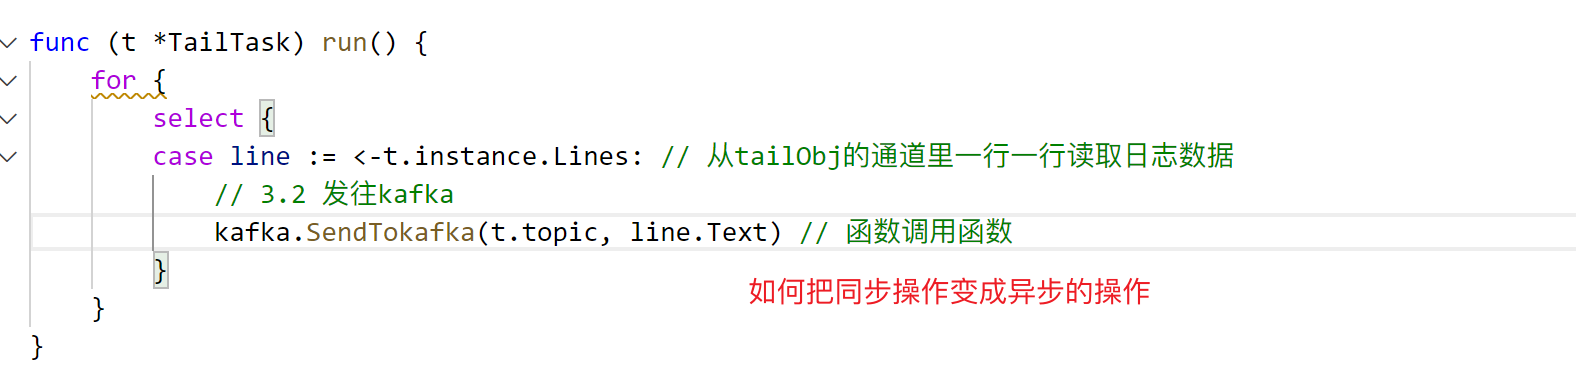 func (t *TailTask) run() {
for {
select {
case line := <-t.instance.Lines: // 从tailObj的通道里一行一行读取日志数据
// 3.2 发往kafka
kafka.SendTokafka(t.topic, line.Text) // 函数调用函数
}
如何把同步操作变成异步的操作
}
}